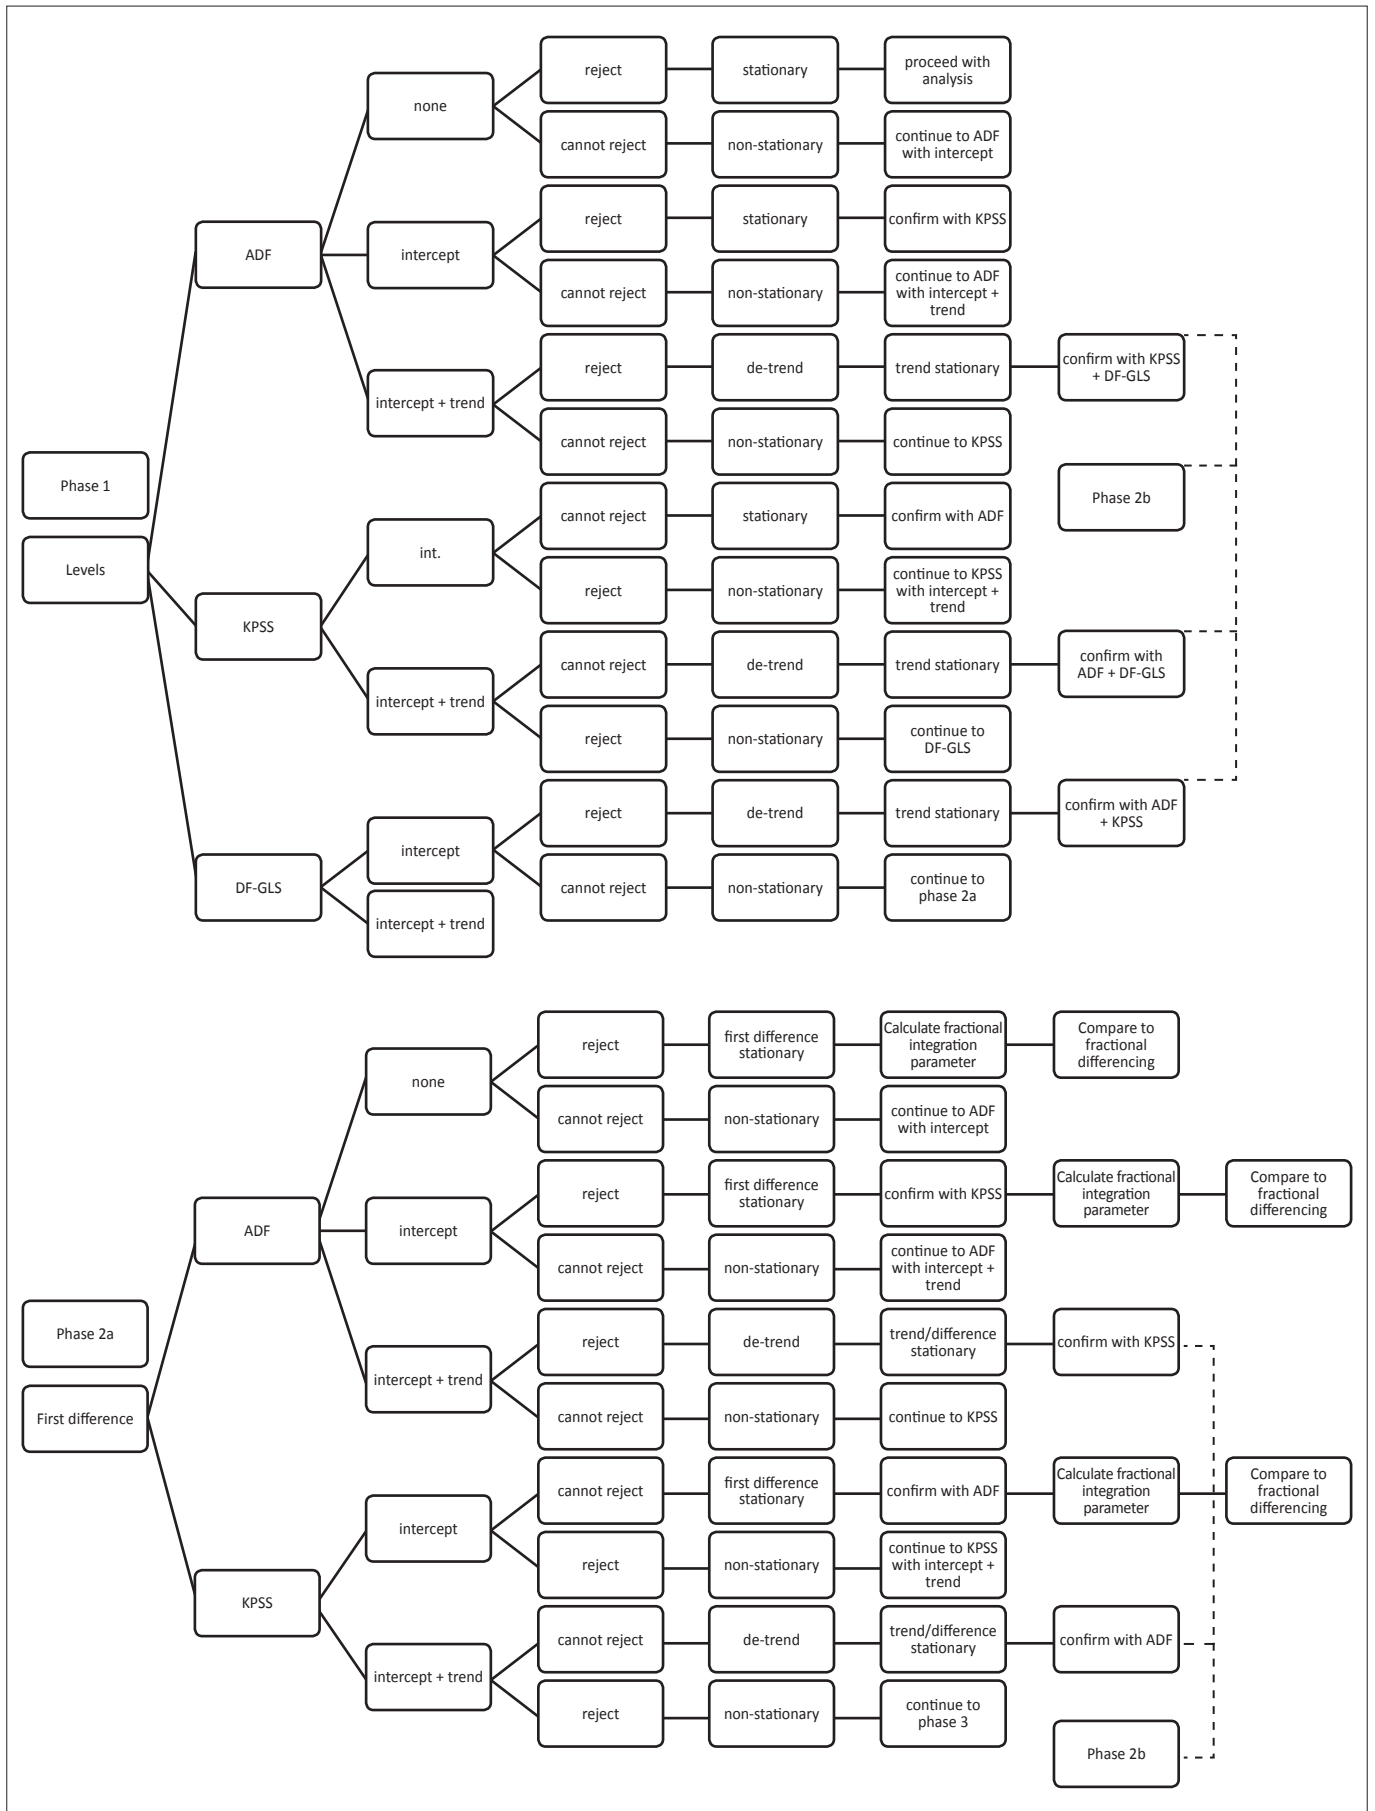 reject
stationary
proceed with
analysis
none
cannot reject
non-stationary
continue to ADF
with intercept
reject
stationary
confirm with KPSS
ADF
intercept
cannot reject
non-stationary
continue to ADF
with intercept +
trend
reject
de-trend
trend stationary
confirm with KPSS
+ DF-GLS
intercept + trend
cannot reject
non-stationary
continue to KPSS
Phase 1
Levels
Phase 2b
cannot reject
stationary
confirm with ADF
int.
reject
non-stationary
continue to KPSS
with intercept +
trend
KPSS
cannot reject
de-trend
trend stationary
confirm with
ADF + DF-GLS
intercept + trend
reject
non-stationary
continue to
DF-GLS
reject
de-trend
trend stationary
confirm with ADF
+ KPSS
intercept
DF-GLS
cannot reject
non-stationary
continue to
phase 2a
intercept + trend
reject
first difference
stationary
Calculate fractional
integration
parameter
Compare to
fractional
differencing
none
cannot reject
non-stationary
continue to ADF
with intercept
reject
first difference
stationary
confirm with KPSS
Calculate fractional
integration
parameter
Compare to
fractional
differencing
ADF
intercept
cannot reject
non-stationary
continue to ADF
with intercept +
trend
Phase 2a
First difference
reject
de-trend
trend/difference
stationary
confirm with KPSS
intercept + trend
cannot reject
non-stationary
continue to KPSS
cannot reject
first difference
stationary
confirm with ADF
Calculate fractional
integration
parameter
Compare to
fractional
differencing
intercept
reject
non-stationary
continue to KPSS
with intercept +
trend
KPSS
cannot reject
de-trend
trend/difference
stationary
confirm with ADF
intercept + trend
reject
non-stationary
continue to
phase 3
Phase 2b